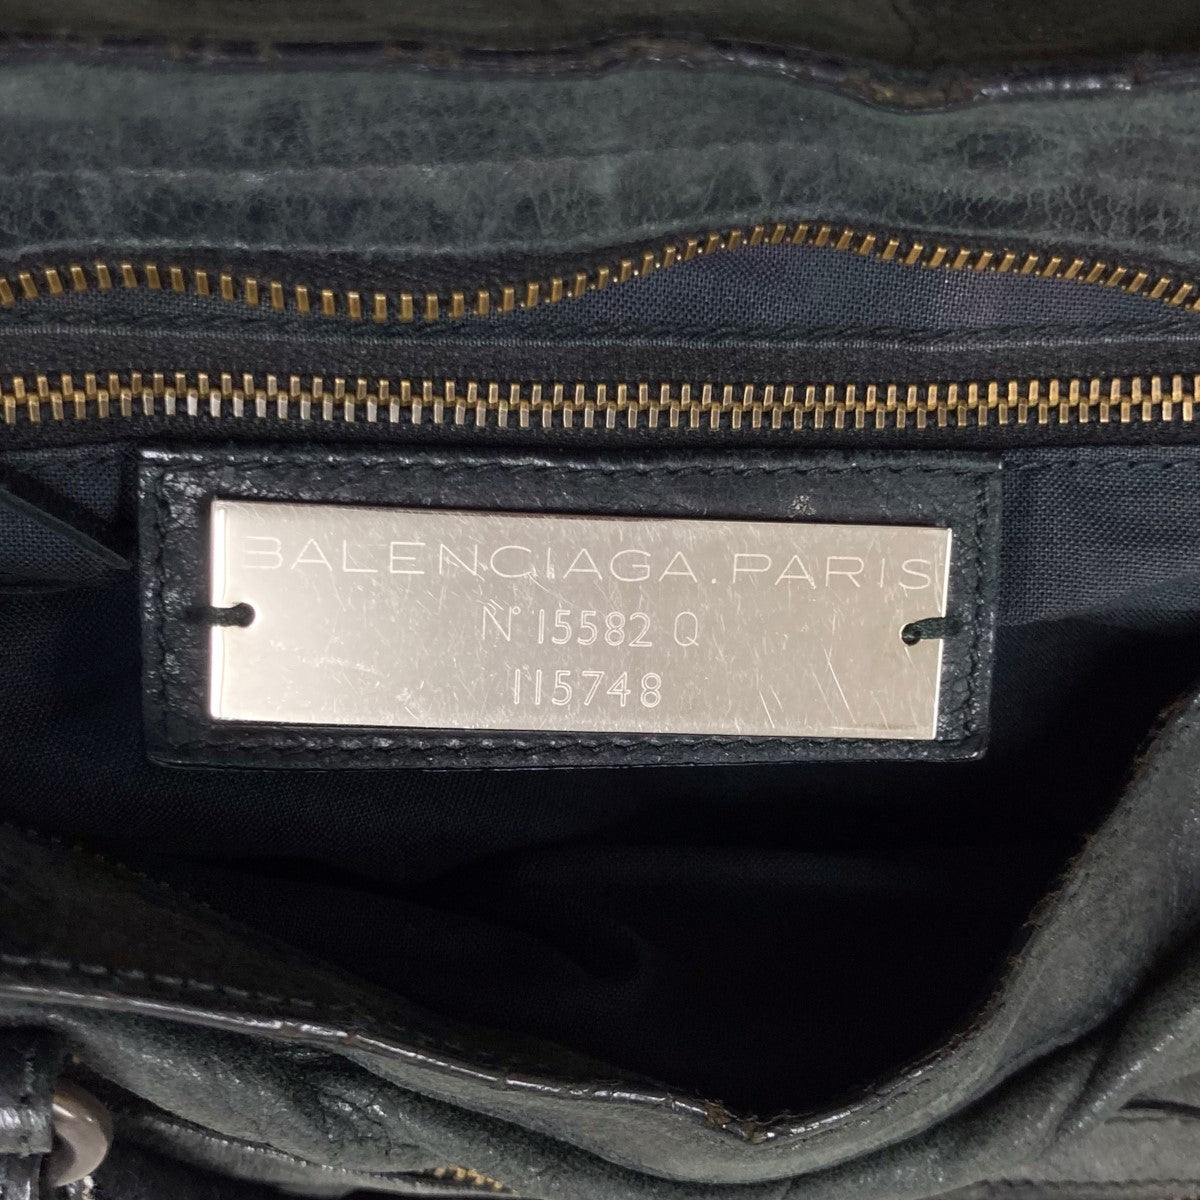 BALENCIAGA.PARIS
N° 15582 Q
115748